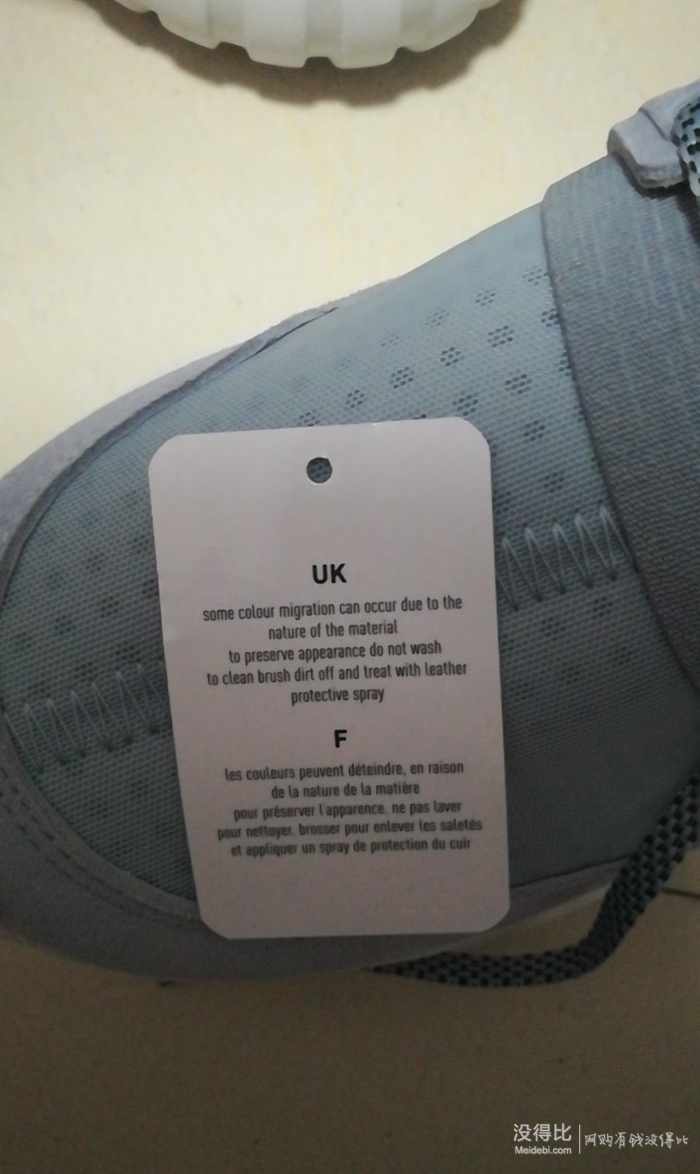 UK
some colour migration can occur due to the
nature of the material
to preserve appearance do not wash
to clean brush dirt off and treat with leather
protective spray
F
les couleurs peuvent déteindre, en raison
de la nature de la matière
pour préserver l'apparence, ne pas laver
pour nettoyer, brosser pour enlever les saletés
et appliquer un spray de protection du cuir
没得比 网购有钱没得比
Meidebi.com